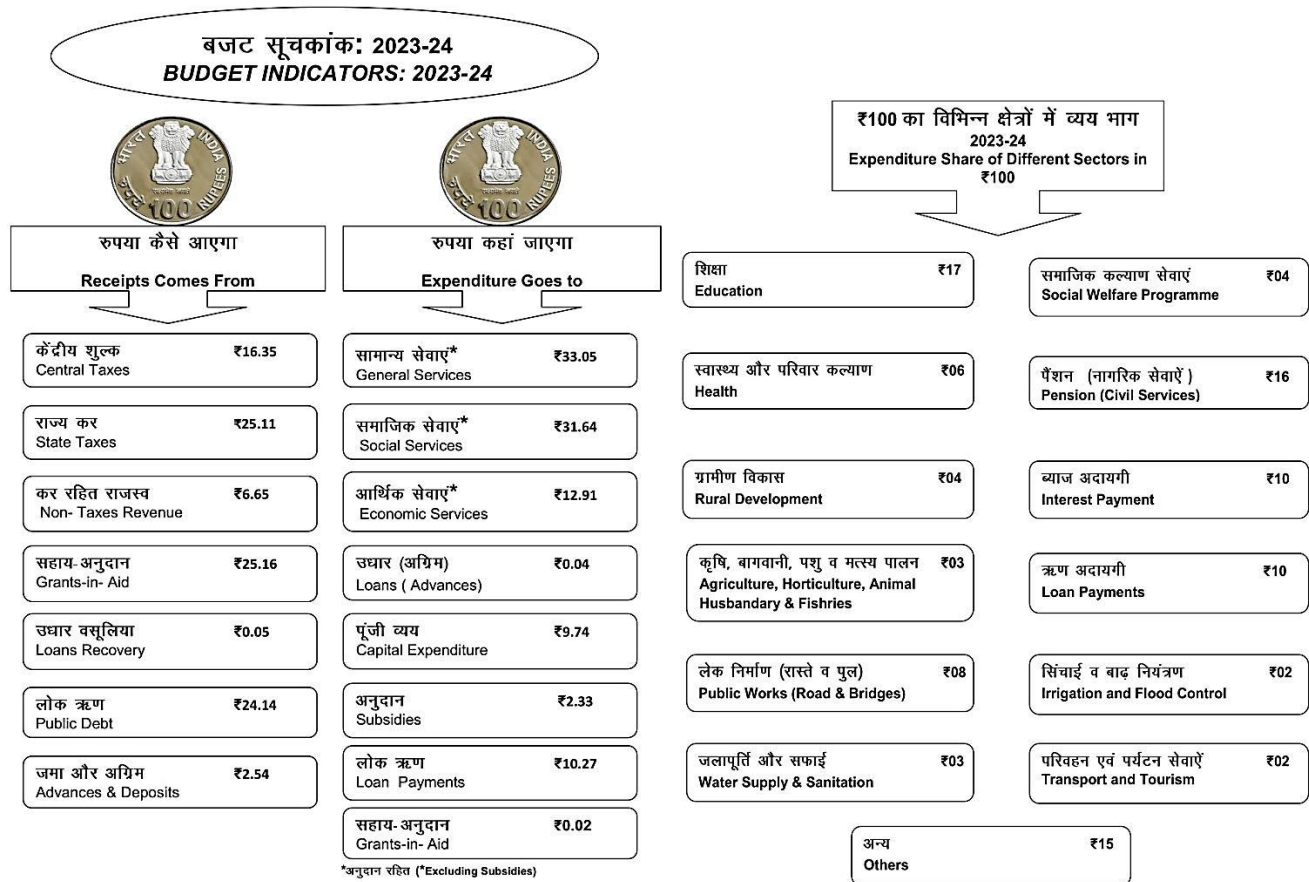 बजट सूचकांक: 2023-24
BUDGET INDICATORS: 2023-24
भारत INDIA
रुपये 100 RUPEES
रुपया कैसे आएगा
Receipts Comes From
केंद्रीय शुल्क ₹16.35
Central Taxes
राज्य कर ₹25.11
State Taxes
कर रहित राजस्व ₹6.65
Non- Taxes Revenue
सहाय-अनुदान ₹25.16
Grants-in- Aid
उधार वसूलिया ₹0.05
Loans Recovery
लोक ऋण ₹24.14
Public Debt
जमा और अग्रिम ₹2.54
Advances & Deposits
भारत INDIA
रुपये 100 RUPEES
रुपया कहां जाएगा
Expenditure Goes to
सामान्य सेवाएं* ₹33.05
General Services
समाजिक सेवाएं* ₹31.64
Social Services
आर्थिक सेवाएं* ₹12.91
Economic Services
उधार (अग्रिम) ₹0.04
Loans ( Advances)
पूंजी व्यय ₹9.74
Capital Expenditure
अनुदान ₹2.33
Subsidies
लोक ऋण ₹10.27
Loan Payments
सहाय-अनुदान ₹0.02
Grants-in- Aid
*अनुदान रहित (*Excluding Subsidies)
₹100 का विभिन्न क्षेत्रों में व्यय भाग
2023-24
Expenditure Share of Different Sectors in
₹100
शिक्षा ₹17
Education
समाजिक कल्याण सेवाएं ₹04
Social Welfare Programme
स्वास्थ्य और परिवार कल्याण ₹06
Health
पैंशन (नागरिक सेवाऐं ) ₹16
Pension (Civil Services)
ग्रामीण विकास ₹04
Rural Development
ब्याज अदायगी ₹10
Interest Payment
कृषि, बागवानी, पशु व मत्स्य पालन ₹03
Agriculture, Horticulture, Animal
Husbandary & Fishries
ऋण अदायगी ₹10
Loan Payments
लेक निर्माण (रास्ते व पुल) ₹08
Public Works (Road & Bridges)
सिंचाई व बाढ़ नियंत्रण ₹02
Irrigation and Flood Control
जलापूर्ति और सफाई ₹03
Water Supply & Sanitation
परिवहन एवं पर्यटन सेवाऐं ₹02
Transport and Tourism
अन्य ₹15
Others